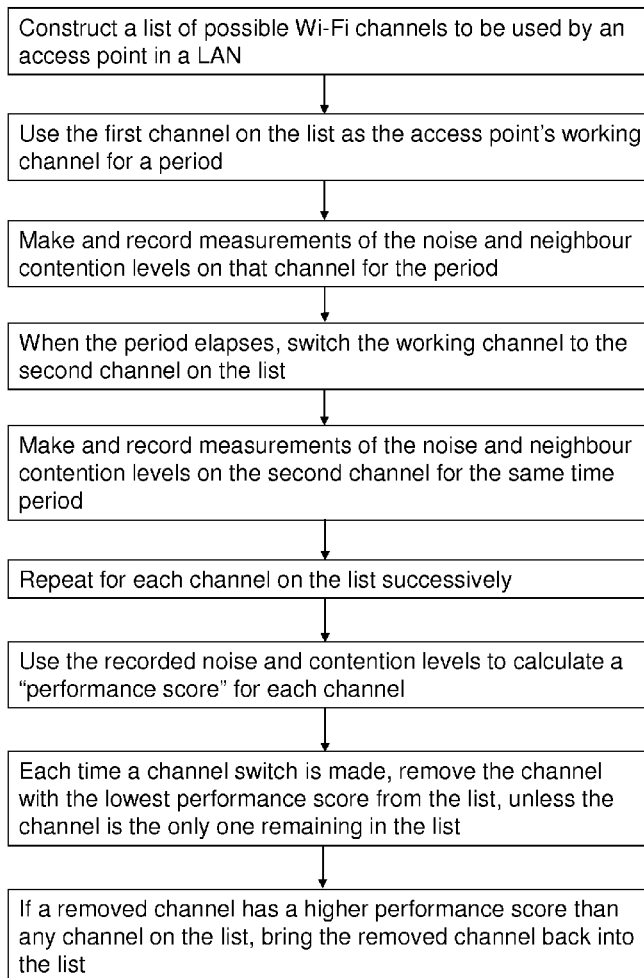 Construct a list of possible Wi-Fi channels to be used by an
access point in a LAN
Use the first channel on the list as the access point's working
channel for a period
Make and record measurements of the noise and neighbour
contention levels on that channel for the period
When the period elapses, switch the working channel to the
second channel on the list
Make and record measurements of the noise and neighbour
contention levels on the second channel for the same time
period
Repeat for each channel on the list successively
Use the recorded noise and contention levels to calculate a
“performance score” for each channel
Each time a channel switch is made, remove the channel
with the lowest performance score from the list, unless the
channel is the only one remaining in the list
If a removed channel has a higher performance score than
any channel on the list, bring the removed channel back into
the list